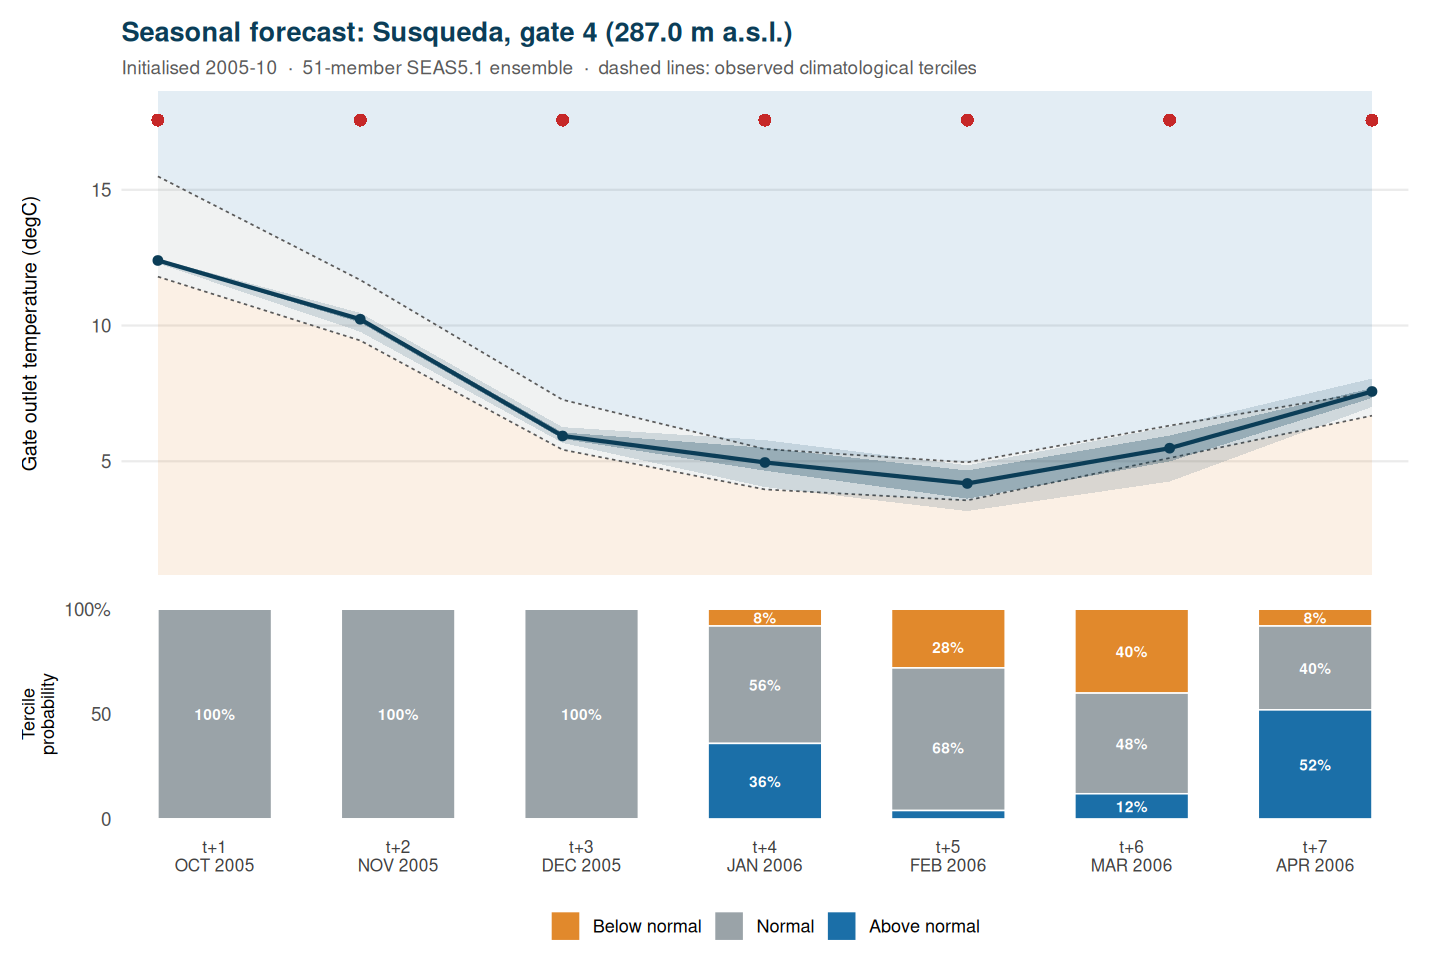 Seasonal forecast: Susqueda, gate 4 (287.0 m a.s.l.)
Initialised 2005-10 · 51-member SEAS5.1 ensemble · dashed lines: observed climatological terciles
Gate outlet temperature (degC)
15
10
5
Tercile
probability
100%
50
0
100%
100%
100%
8%
56%
36%
28%
68%
40%
48%
12%
8%
40%
52%
t+1
OCT 2005
t+2
NOV 2005
t+3
DEC 2005
t+4
JAN 2006
t+5
FEB 2006
t+6
MAR 2006
t+7
APR 2006
Below normal
Normal
Above normal